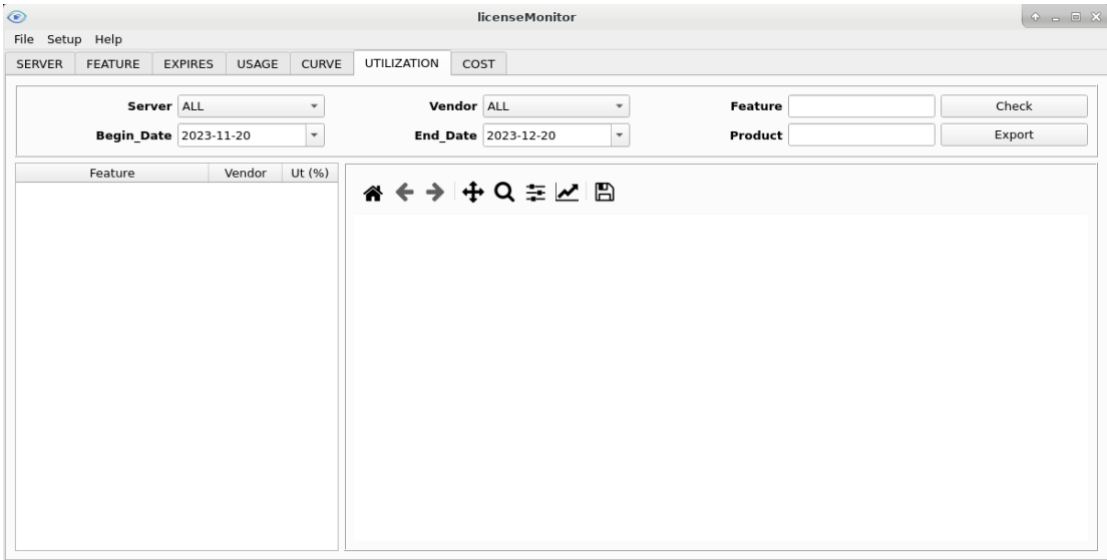 licenseMonitor
File Setup Help
SERVER FEATURE EXPIRES USAGE CURVE UTILIZATION COST
Server ALL Vendor ALL Feature Check
Begin_Date 2023-11-20 End_Date 2023-12-20 Product Export
Feature Vendor Ut (%)